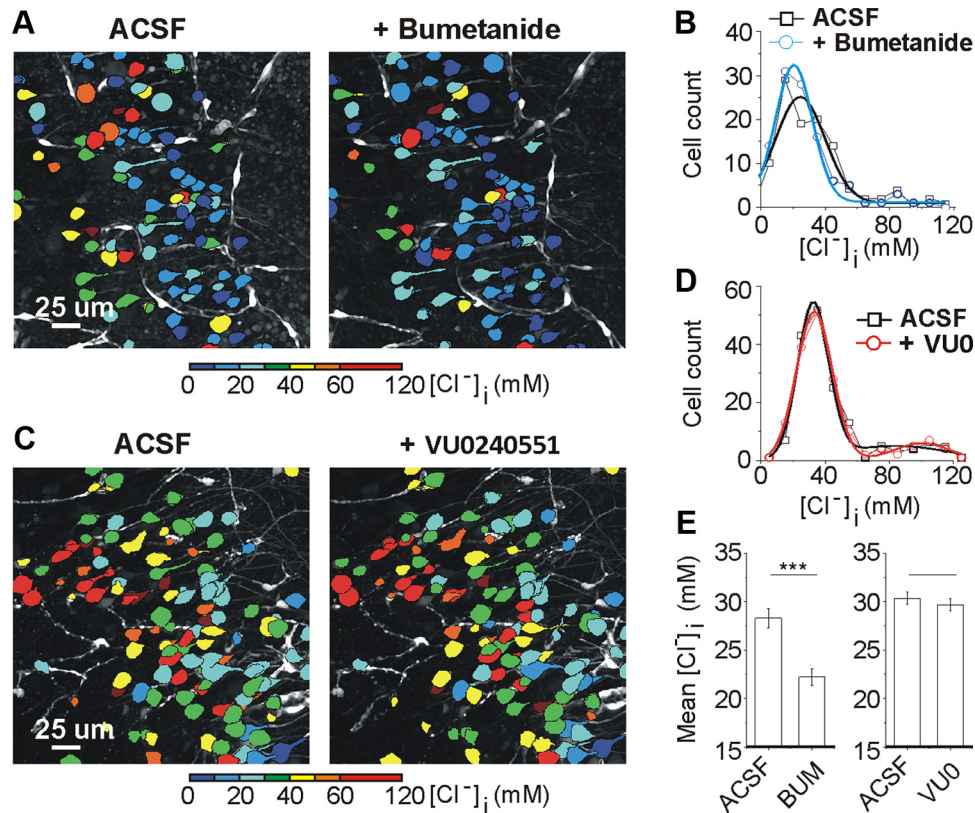 A
ACSF
+ Bumetanide
25 um
0 20 40 60 120 [Cl⁻]i (mM)
B
ACSF
+ Bumetanide
Cell count
40
30
20
10
0
0 40 80 120
[Cl⁻]i (mM)
C
ACSF
+ VU0240551
25 um
0 20 40 60 120 [Cl⁻]i (mM)
D
ACSF
+ VU0
Cell count
60
40
20
0
0 40 80 120
[Cl⁻]i (mM)
E
Mean [Cl⁻]i (mM)
35
30
25
20
15
***
ACSF BUM
35
30
25
20
15
ACSF VU0